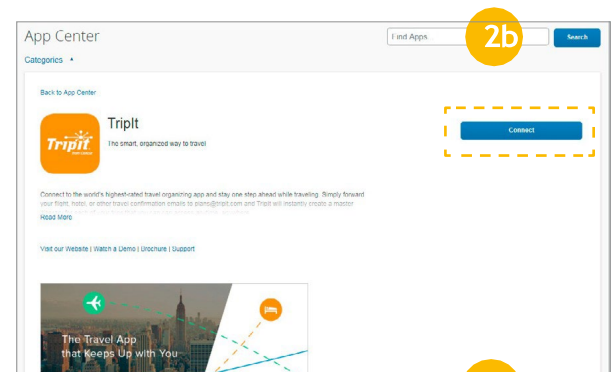 App Center
Find Apps
2b
Search
Categories
Back to App Center
TripIt
TripIt
The smart, organized way to travel
Connect
Connect to the world's highest-rated travel organizing app and stay one step ahead while traveling. Simply forward
your flight, hotel, or other travel confirmation emails to plans@tripit.com and TripIt will instantly create a master
Read More
Visit our Website | Watch a Demo | Brochure | Support
The Travel App
that Keeps Up with You